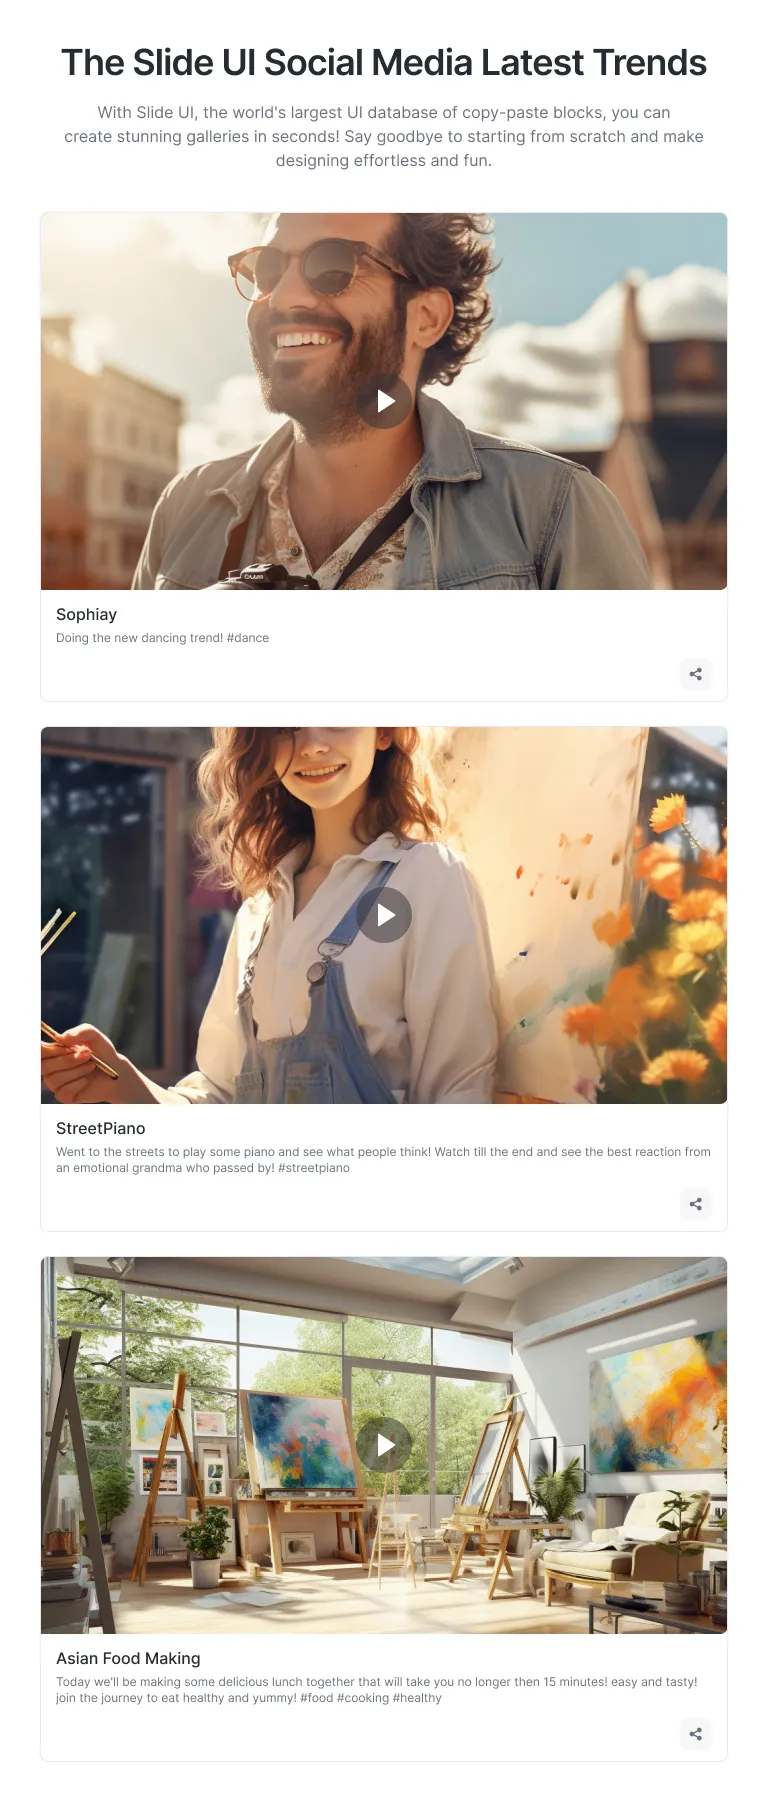 The Slide UI Social Media Latest Trends
With Slide UI, the world's largest UI database of copy-paste blocks, you can
create stunning galleries in seconds! Say goodbye to starting from scratch and make
designing effortless and fun.
Sophiay
Doing the new dancing trend! #dance
StreetPiano
Went to the streets to play some piano and see what people think! Watch till the end and see the best reaction from
an emotional grandma who passed by! #streetpiano
Asian Food Making
Today we'll be making some delicious lunch together that will take you no longer then 15 minutes! easy and tasty!
join the journey to eat healthy and yummy! #food #cooking #healthy